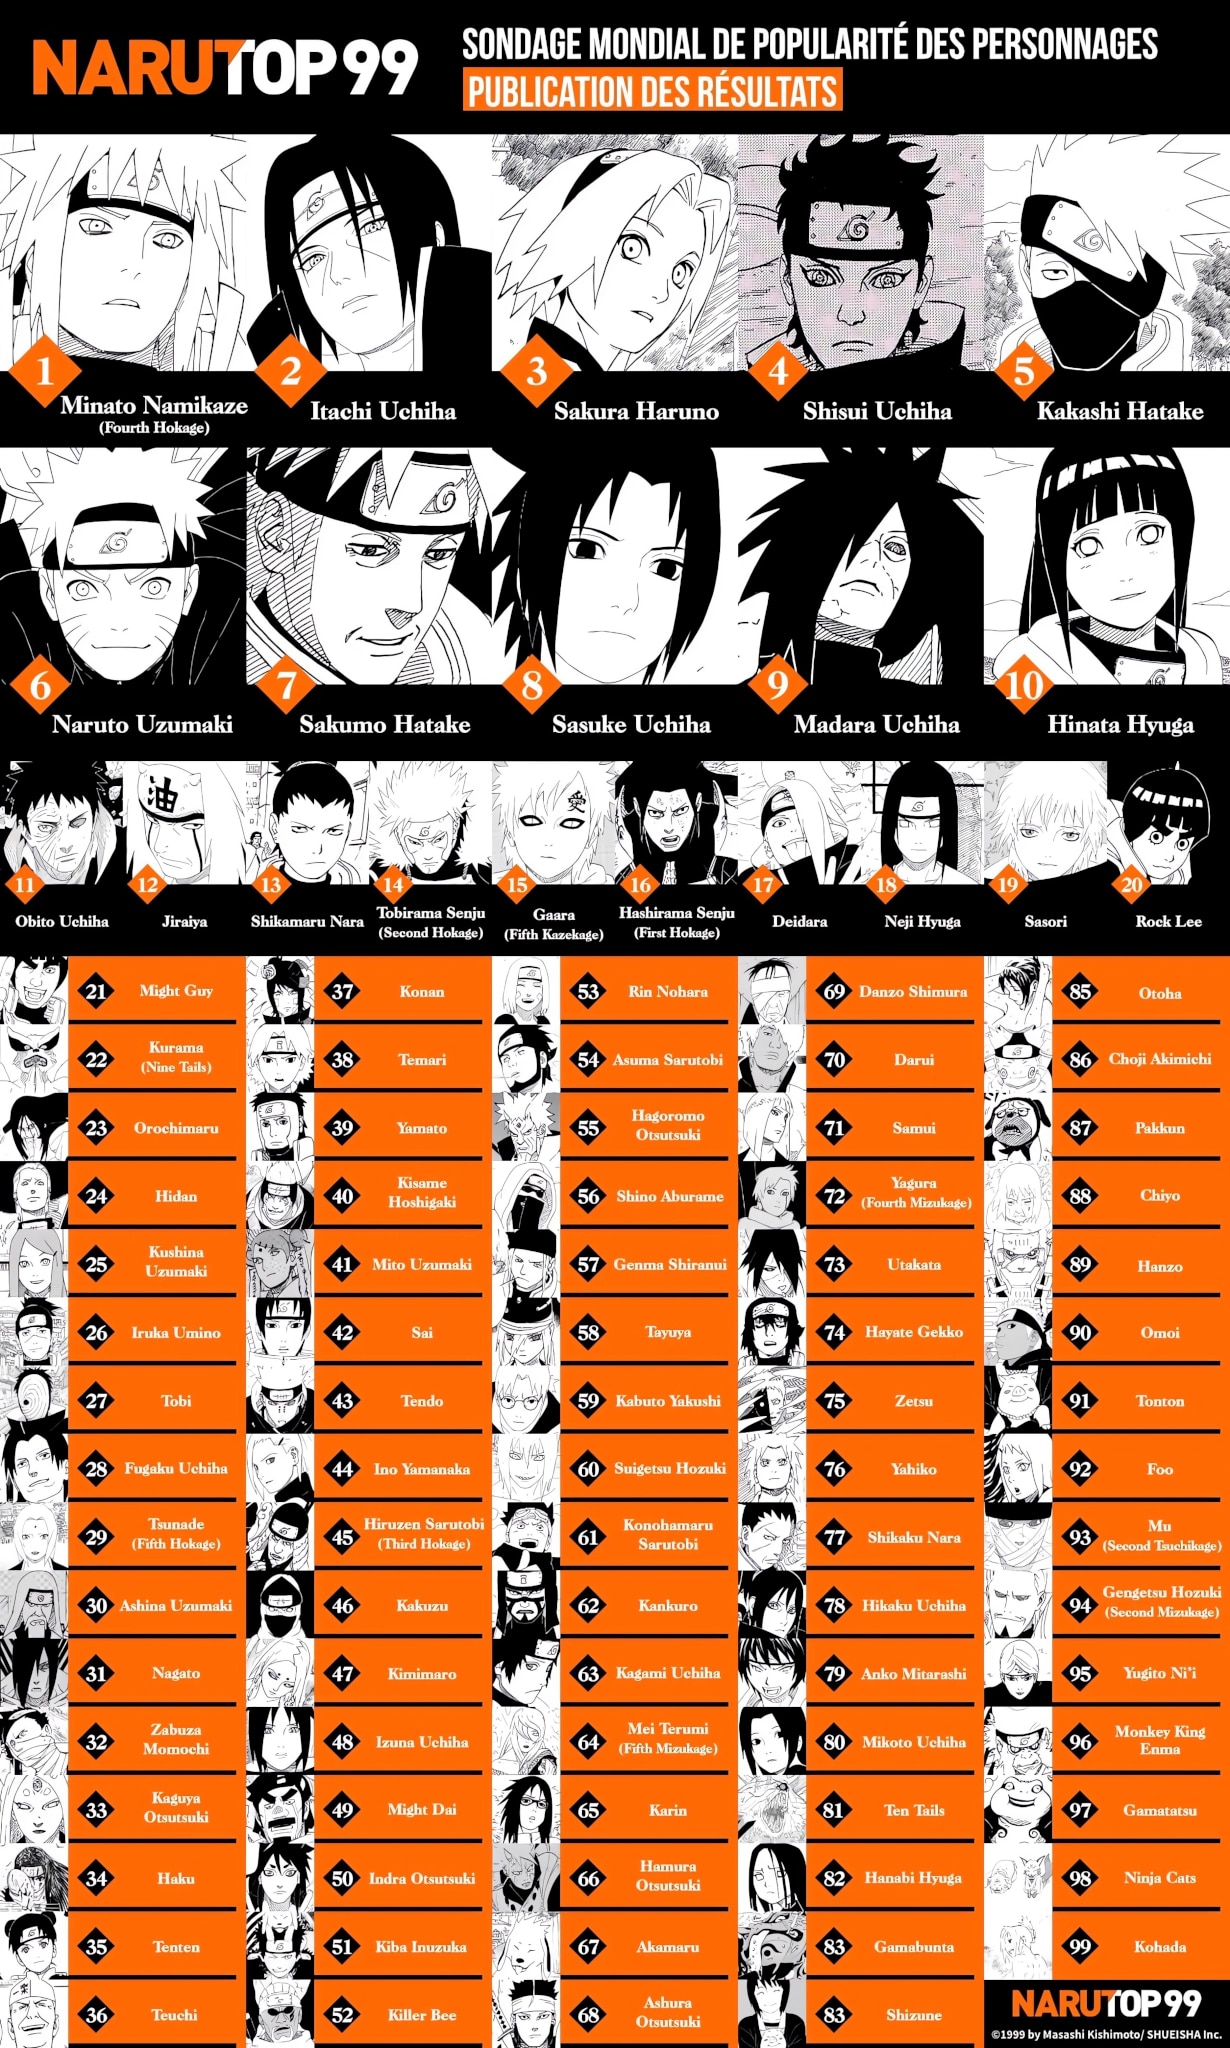 NARUTOP99
SONDAGE MONDIAL DE POPULARITÉ DES PERSONNAGES
PUBLICATION DES RÉSULTATS
1
Minato Namikaze
(Fourth Hokage)
2
Itachi Uchiha
3
Sakura Haruno
4
Shisui Uchiha
5
Kakashi Hatake
6
Naruto Uzumaki
7
Sakumo Hatake
8
Sasuke Uchiha
9
Madara Uchiha
10
Hinata Hyuga
油
愛
11
Obito Uchiha
12
Jiraiya
13
Shikamaru Nara
14
Tobirama Senju
(Second Hokage)
15
Gaara
(Fifth Kazekage)
16
Hashirama Senju
(First Hokage)
17
Deidara
18
Neji Hyuga
19
Sasori
20
Rock Lee
21 Might Guy
22 Kurama
(Nine Tails)
23 Orochimaru
24 Hidan
25 Kushina
Uzumaki
26 Iruka Umino
27 Tobi
28 Fugaku Uchiha
29 Tsunade
(Fifth Hokage)
30 Ashina Uzumaki
31 Nagato
32 Zabuza
Momochi
33 Kaguya
Otsutsuki
34 Haku
35 Tenten
36 Teuchi
37 Konan
38 Temari
39 Yamato
40 Kisame
Hoshigaki
41 Mito Uzumaki
42 Sai
43 Tendo
44 Ino Yamanaka
45 Hiruzen Sarutobi
(Third Hokage)
46 Kakuzu
47 Kimimaro
48 Izuna Uchiha
49 Might Dai
50 Indra Otsutsuki
51 Kiba Inuzuka
52 Killer Bee
53 Rin Nohara
54 Asuma Sarutobi
55 Hagoromo
Otsutsuki
56 Shino Aburame
57 Genma Shiranui
58 Tayuya
59 Kabuto Yakushi
60 Suigetsu Hozuki
61 Konohamaru
Sarutobi
62 Kankuro
63 Kagami Uchiha
64 Mei Terumi
(Fifth Mizukage)
65 Karin
66 Hamura
Otsutsuki
67 Akamaru
68 Ashura
Otsutsuki
69 Danzo Shimura
70 Darui
71 Samui
72 Yagura
(Fourth Mizukage)
73 Utakata
74 Hayate Gekko
75 Zetsu
76 Yahiko
77 Shikaku Nara
78 Hikaku Uchiha
79 Anko Mitarashi
80 Mikoto Uchiha
81 Ten Tails
82 Hanabi Hyuga
83 Gamabunta
83 Shizune
85 Otoha
86 Choji Akimichi
87 Pakkun
88 Chiyo
89 Hanzo
90 Omoi
91 Tonton
92 Foo
93 Mu
(Second Tsuchikage)
94 Gengetsu Hozuki
(Second Mizukage)
95 Yugito Ni'i
96 Monkey King
Enma
97 Gamatatsu
98 Ninja Cats
99 Kohada
NARUTOP99
©1999 by Masashi Kishimoto/ SHUEISHA Inc.